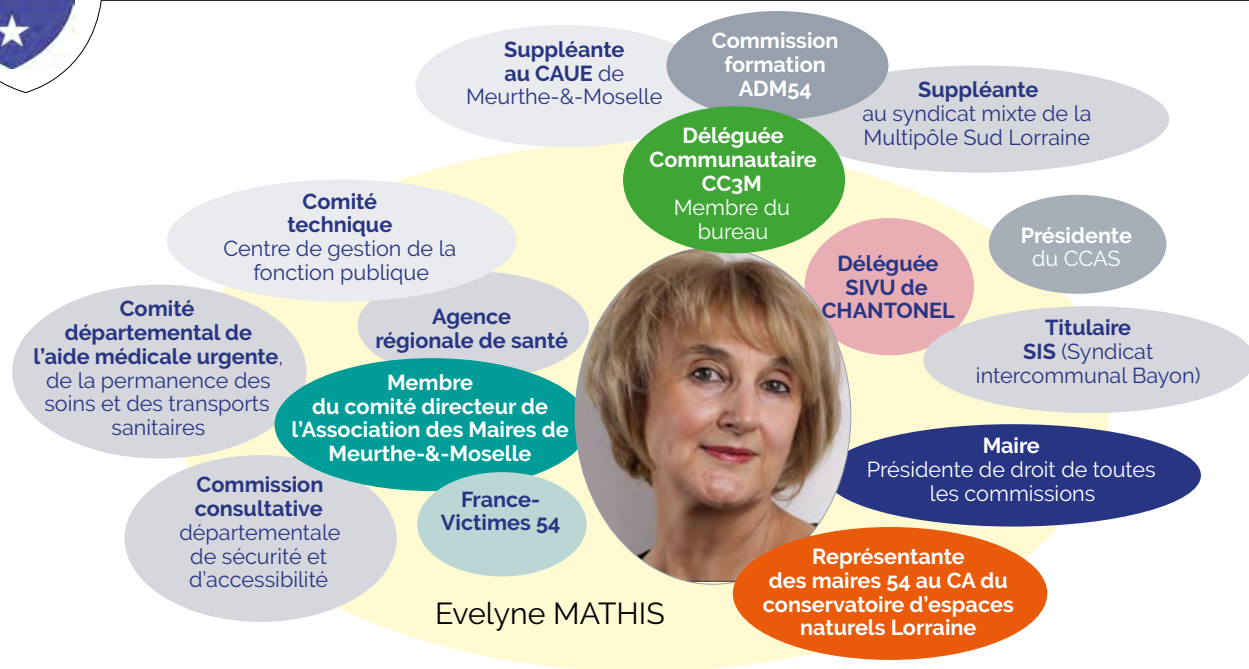 Suppléante
au CAUE de
Meurthe-&-Moselle
Commission
formation
ADM54
Suppléante
au syndicat mixte de la
Multipôle Sud Lorraine
Déléguée
Communautaire
CC3M
Membre du
bureau
Comité
technique
Centre de gestion de la
fonction publique
Déléguée
SIVU de
CHANTONEL
Présidente
du CCAS
Comité
départemental de
l'aide médicale urgente,
de la permanence des
soins et des transports
sanitaires
Agence
régionale de santé
Titulaire
SIS (Syndicat
intercommunal Bayon)
Membre
du comité directeur de
l'Association des Maires de
Meurthe-&-Moselle
Maire
Présidente de droit de toutes
les commissions
Commission
consultative
départementale
de sécurité et
d'accessibilité
France-
Victimes 54
Représentante
des maires 54 au CA du
conservatoire d'espaces
naturels Lorraine
Evelyne MATHIS